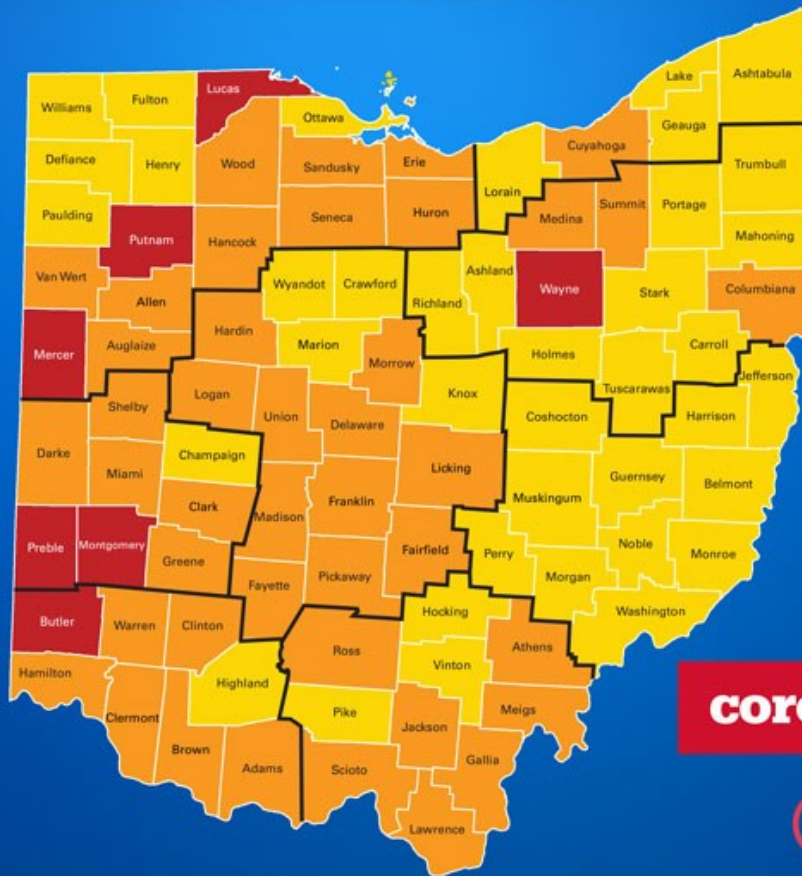 Lake
Ashtabula
Lucas
Williams
Fulton
Ottawa
Geauga
Cuyahoga
Defiance
Henry
Wood
Sandusky
Erie
Trumbull
Lorain
Paulding
Seneca
Huron
Medina
Summit
Portage
Putnam
Hancock
Mahoning
Van Wert
Allen
Wyandot
Crawford
Richland
Ashland
Wayne
Stark
Columbiana
Mercer
Auglaize
Hardin
Marion
Morrow
Holmes
Carroll
Jefferson
Shelby
Logan
Union
Delaware
Knox
Coshocton
Tuscarawas
Harrison
Darke
Miami
Champaign
Licking
Guernsey
Belmont
Clark
Madison
Franklin
Muskingum
Preble
Montgomery
Greene
Fairfield
Perry
Noble
Monroe
Fayette
Pickaway
Morgan
Butler
Warren
Clinton
Hocking
Washington
Ross
Athens
Hamilton
Highland
Vinton
Clermont
Pike
Jackson
Meigs
Brown
Adams
Scioto
Gallia
Lawrence